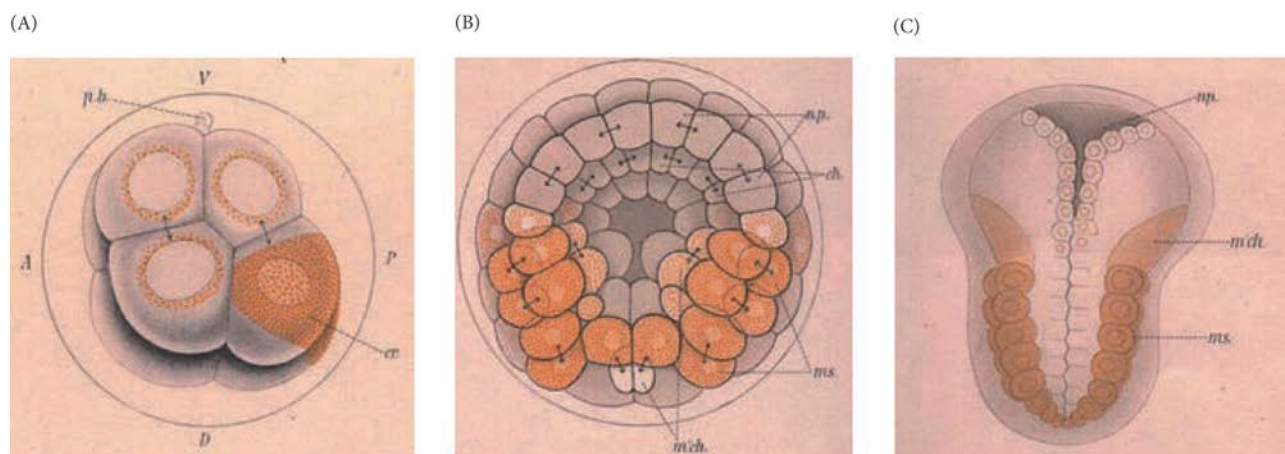 (A)
V
p.b.
A
P
cr.
D
(B)
n.p.
ch.
ms.
m'ch.
(C)
np.
m'ch.
ms.